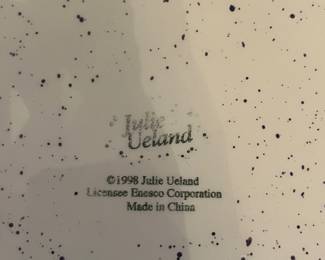 Julie
Ueland
©1998 Julie Ueland
Licensee Enesco Corporation
Made in China